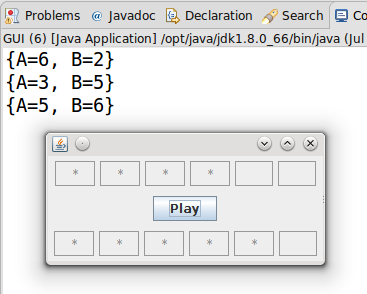 Problems @ Javadoc Declaration Search Co
GUI (6) [Java Application] /opt/java/jdk1.8.0_66/bin/java (Jul
{A=6, B=2}
{A=3, B=5}
{A=5, B=6}
* * * *
Play
* * * * *